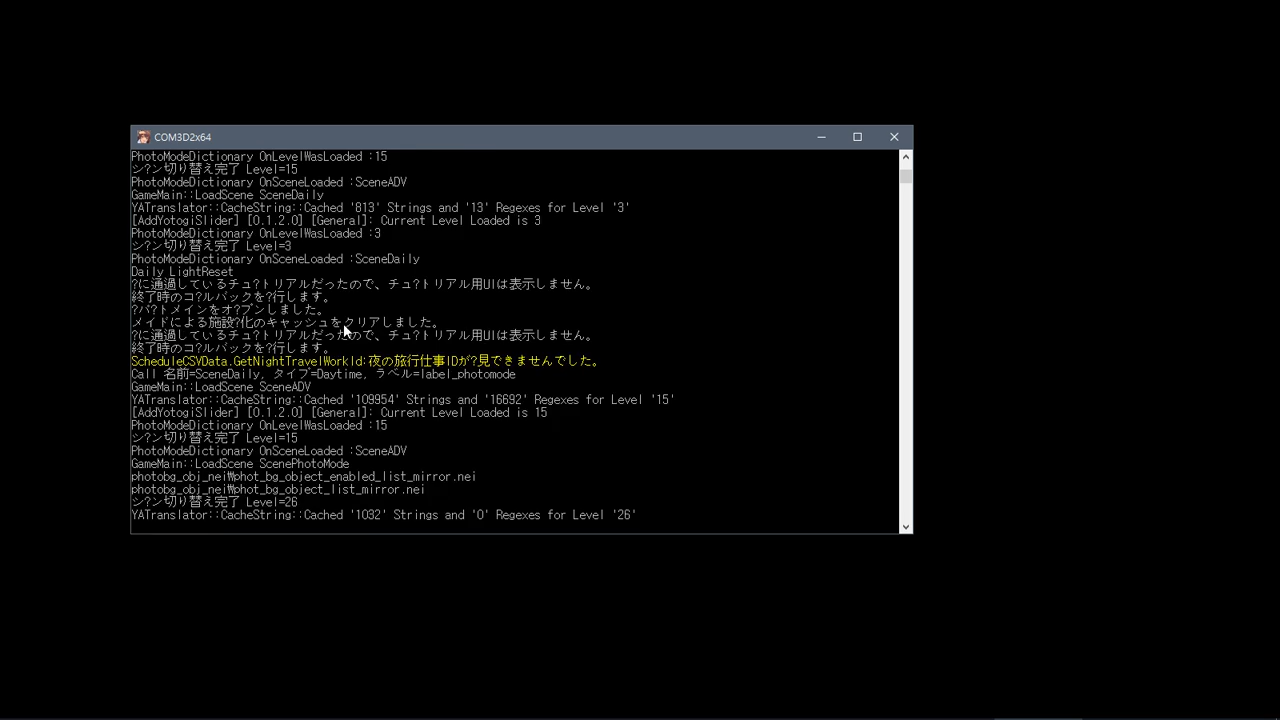 COM3D2x64
PhotoModeDictionary OnLevelWasLoaded :15
シ?ン切り替え完了 Level=15
PhotoModeDictionary OnSceneLoaded :SceneADV
GameMain::LoadScene SceneDaily
YATranslator::CacheString::Cached '813' Strings and '13' Regexes for Level '3'
[AddYotogiSlider] [0.1.2.0] [General]: Current Level Loaded is 3
PhotoModeDictionary OnLevelWasLoaded :3
シ?ン切り替え完了 Level=3
PhotoModeDictionary OnSceneLoaded :SceneDaily
Daily LightReset
?に通過しているチュ?トリアルだったので、チュ?トリアル用UIは表示しません。
終了時のコ?ルバックを?行します。
?パ?トメインをオ?プンしました。
メイドによる施設?化のキャッシュをクリアしました。
?に通過しているチュ?トリアルだったので、チュ?トリアル用UIは表示しません。
終了時のコ?ルバックを?行します。
ScheduleCSVData.GetNightTravelWorkId:夜の旅行仕事IDが?見できませんでした。
Call 名前=SceneDaily, タイプ=Daytime, ラベル=label_photomode
GameMain::LoadScene SceneADV
YATranslator::CacheString::Cached '109954' Strings and '16692' Regexes for Level '15'
[AddYotogiSlider] [0.1.2.0] [General]: Current Level Loaded is 15
PhotoModeDictionary OnLevelWasLoaded :15
シ?ン切り替え完了 Level=15
PhotoModeDictionary OnSceneLoaded :SceneADV
GameMain::LoadScene ScenePhotoMode
photobg_obj_nei₩phot_bg_object_enabled_list_mirror.nei
photobg_obj_nei₩phot_bg_object_list_mirror.nei
シ?ン切り替え完了 Level=26
YATranslator::CacheString::Cached '1032' Strings and '0' Regexes for Level '26'